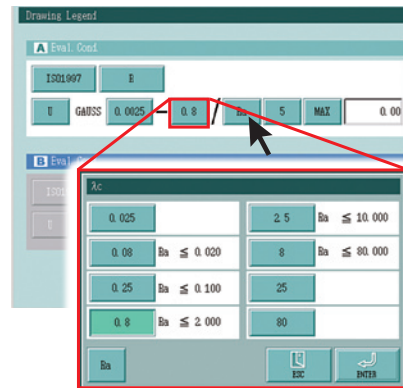 Drawing Legend
A Eval. Conf.
ISO1997 R
U GAUSS 0.0025 — 0.8 / Ra 5 MAX 0.00
B Eval
λc
0.025 2.5 Ra ≦ 10.000
0.08 Ra ≦ 0.020 8 Ra ≦ 80.000
0.25 Ra ≦ 0.100 25
0.8 Ra ≦ 2.000 80
Ra ESC ENTER